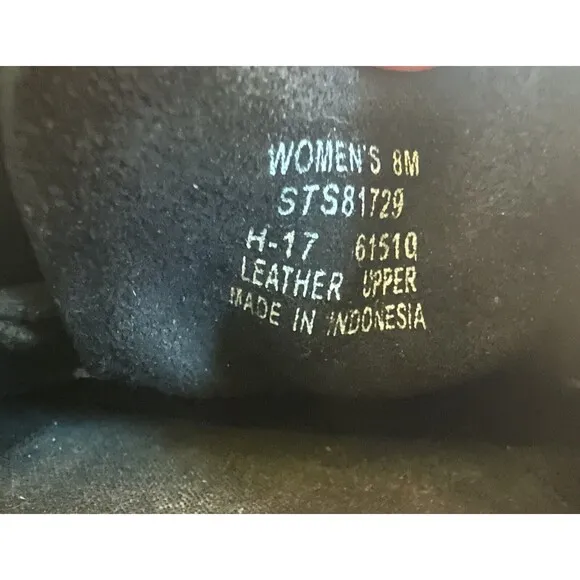 WOMEN'S 8M
STS81729
H-17 61510
LEATHER UPPER
MADE IN INDONESIA